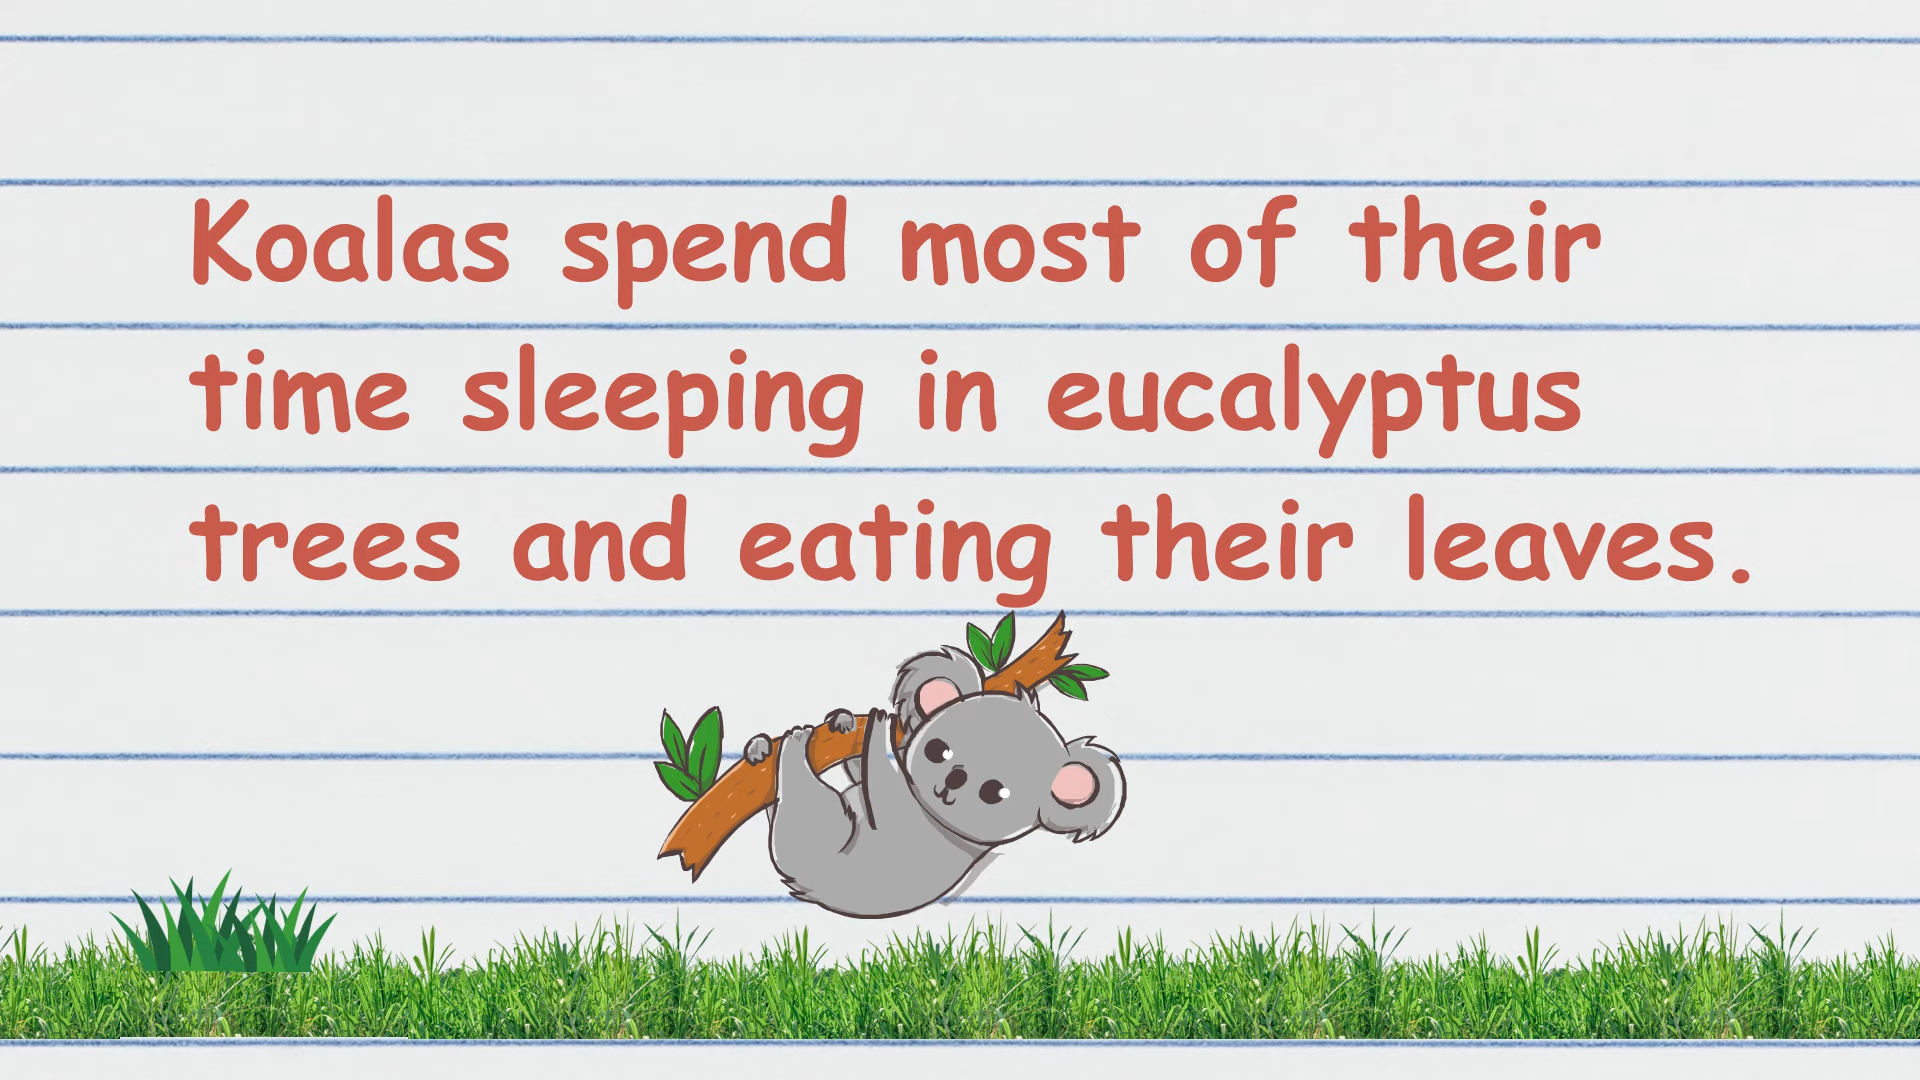 Koalas spend most of their
time sleeping in eucalyptus
trees and eating their leaves.